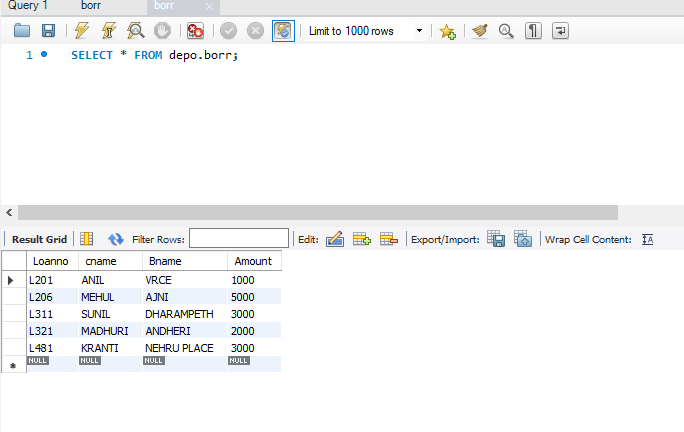 Query 1 borr borr
Limit to 1000 rows
1 SELECT * FROM depo.borr;
Result Grid Filter Rows: Edit: Export/Import: Wrap Cell Content: IA
Loanno cname Bname Amount
L201 ANIL VRCE 1000
L206 MEHUL AJNI 5000
L311 SUNIL DHARAMPETH 3000
L321 MADHURI ANDHERI 2000
L481 KRANTI NEHRU PLACE 3000
NULL NULL NULL NULL